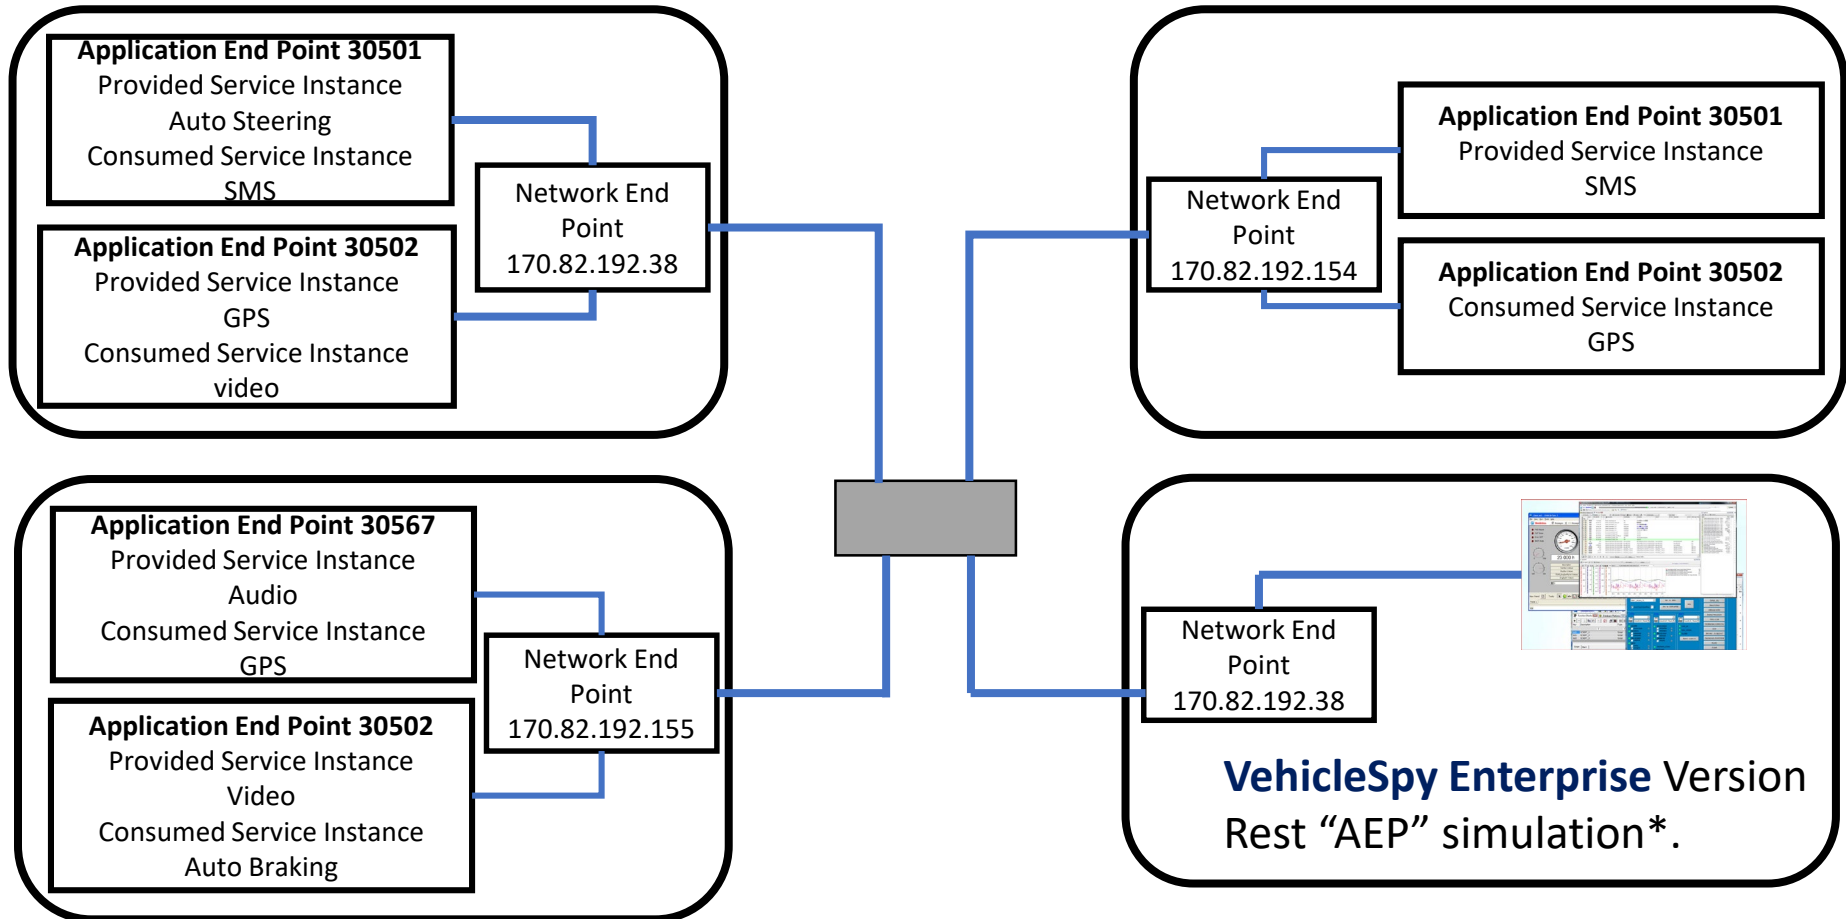 Application End Point 30501
Provided Service Instance
Auto Steering
Consumed Service Instance
SMS
Application End Point 30502
Provided Service Instance
GPS
Consumed Service Instance
video
Network End
Point
170.82.192.38
Application End Point 30501
Provided Service Instance
SMS
Application End Point 30502
Consumed Service Instance
GPS
Network End
Point
170.82.192.154
Application End Point 30567
Provided Service Instance
Audio
Consumed Service Instance
GPS
Application End Point 30502
Provided Service Instance
Video
Consumed Service Instance
Auto Braking
Network End
Point
170.82.192.155
Network End
Point
170.82.192.38
VehicleSpy Enterprise Version
Rest “AEP” simulation*.